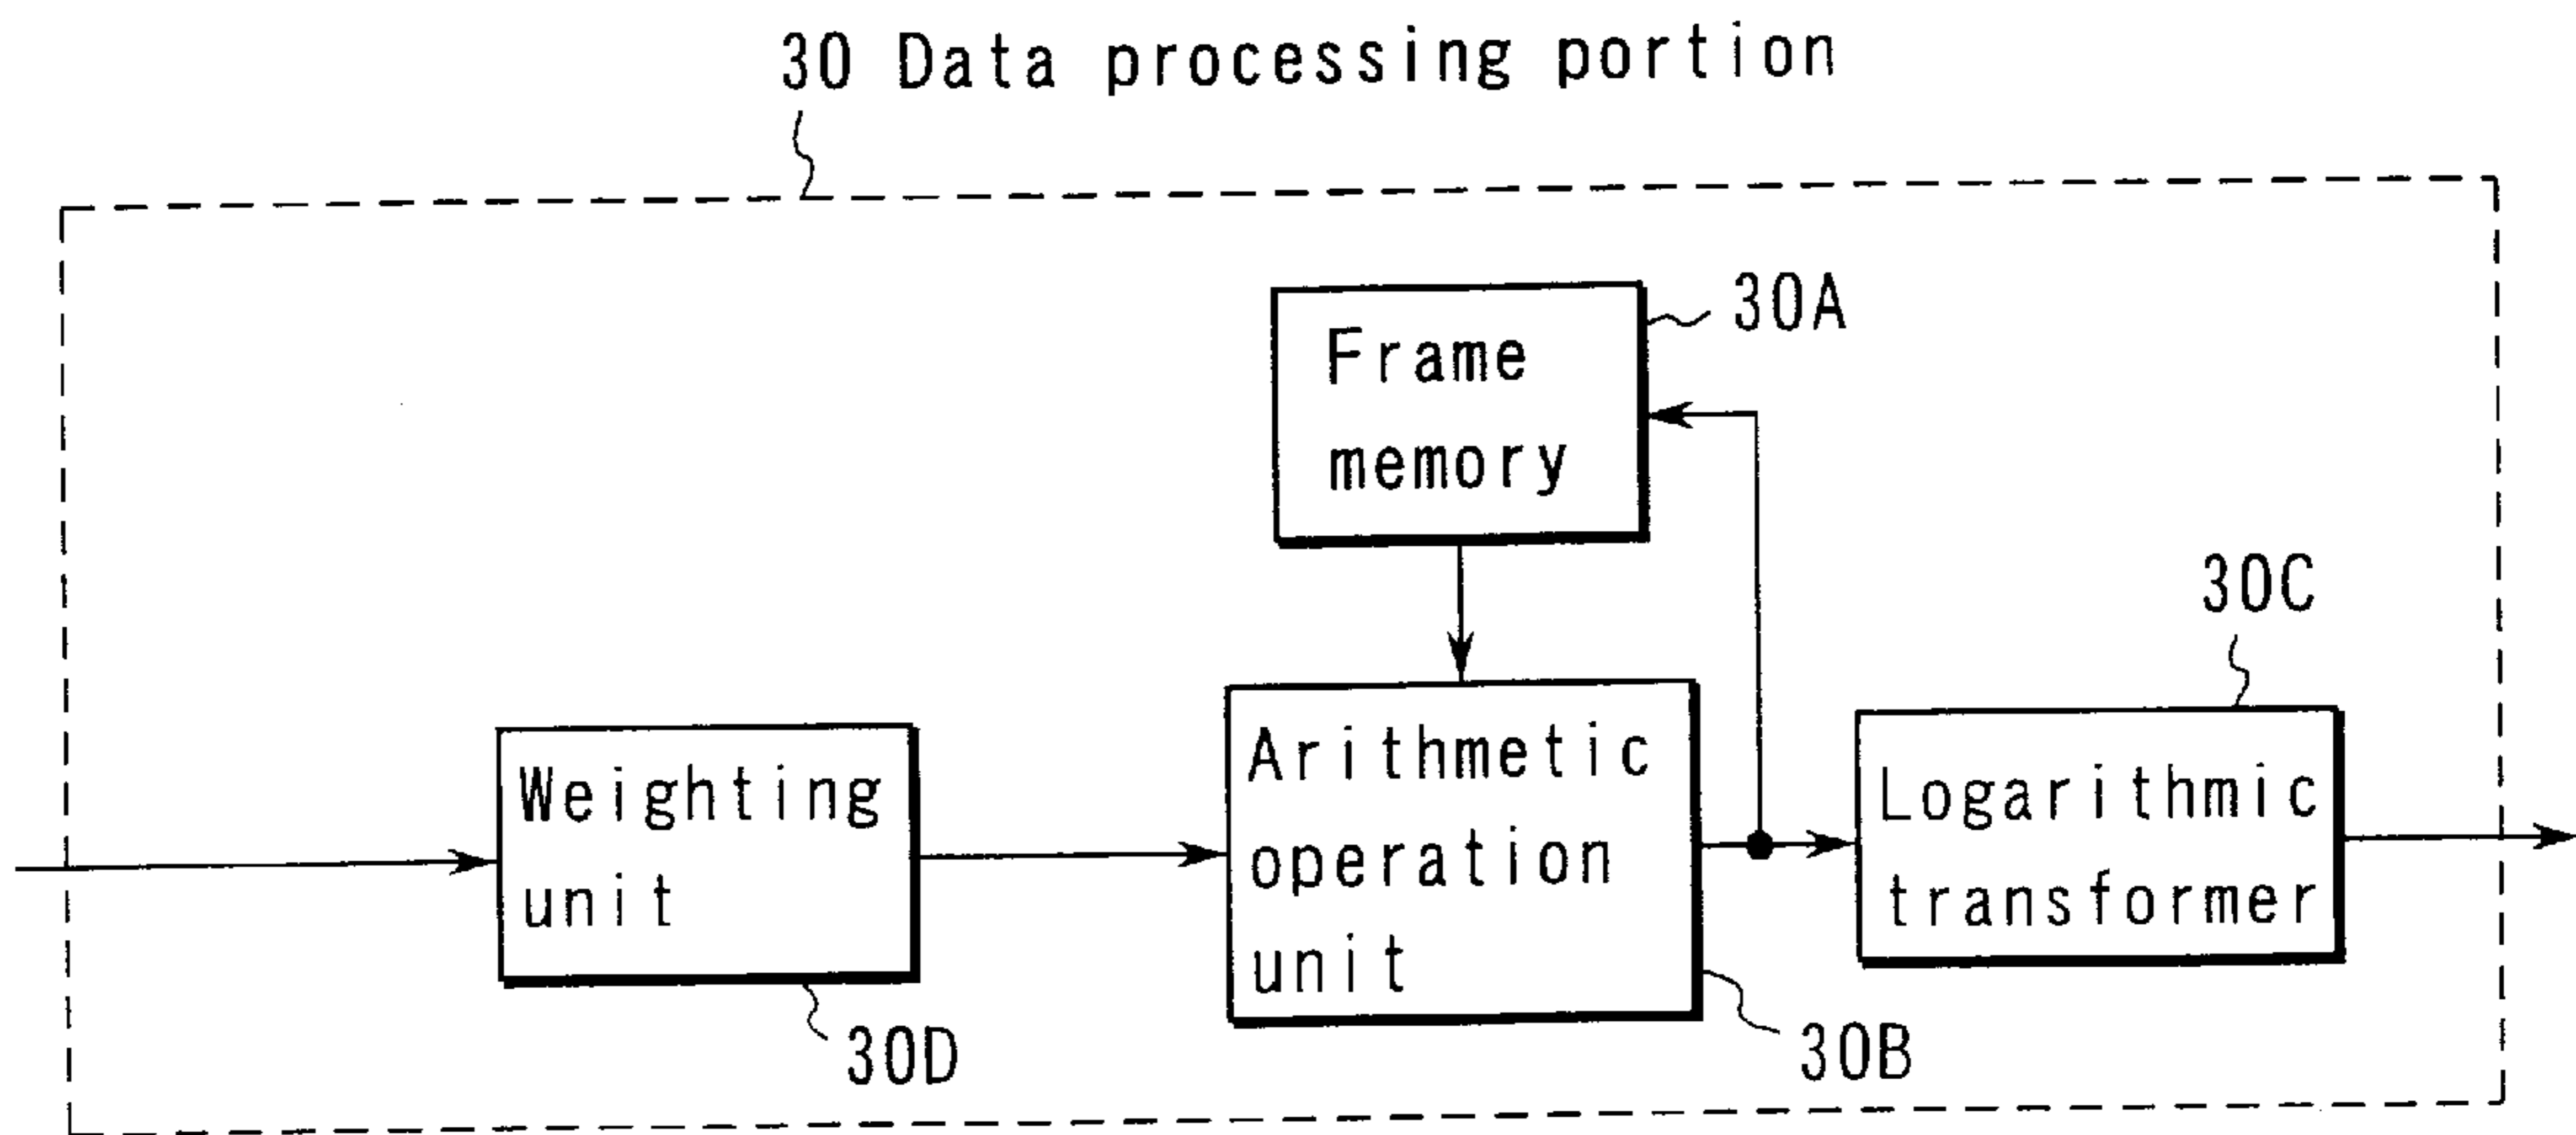 30 Data processing portion
30A
Frame
memory
30C
Weighting
unit
Arithmetic
operation
unit
Logarithmic
transformer
30D
30B